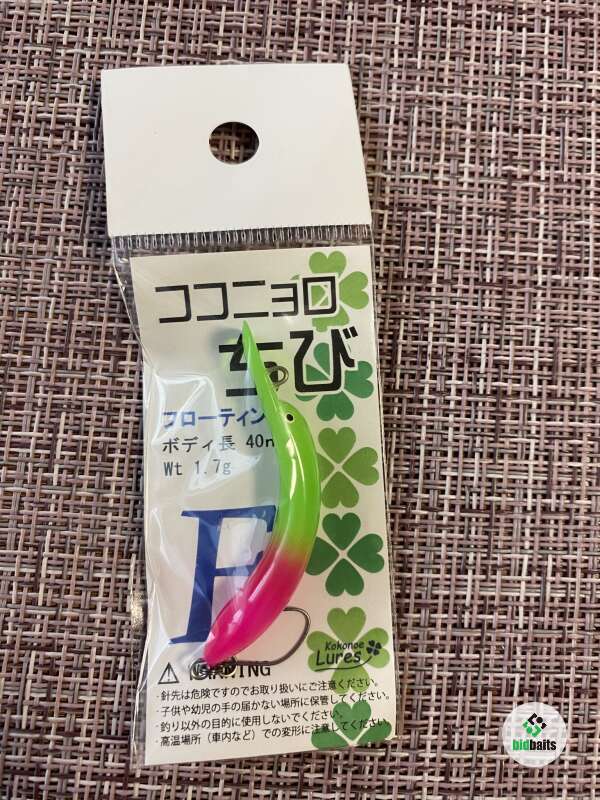 ココニョロ
ちび
フローティン
ボディ長 40m
Wt 1.7g
F
Kokonoe
Lures
WARNING
・針先は危険ですのでお取り扱いにご注意ください。
・子供や幼児の手の届かない場所に保管してください。
・釣り以外の目的に使用しないでください。
・高温場所（車内など）での変形に注意してください。
bidbaits